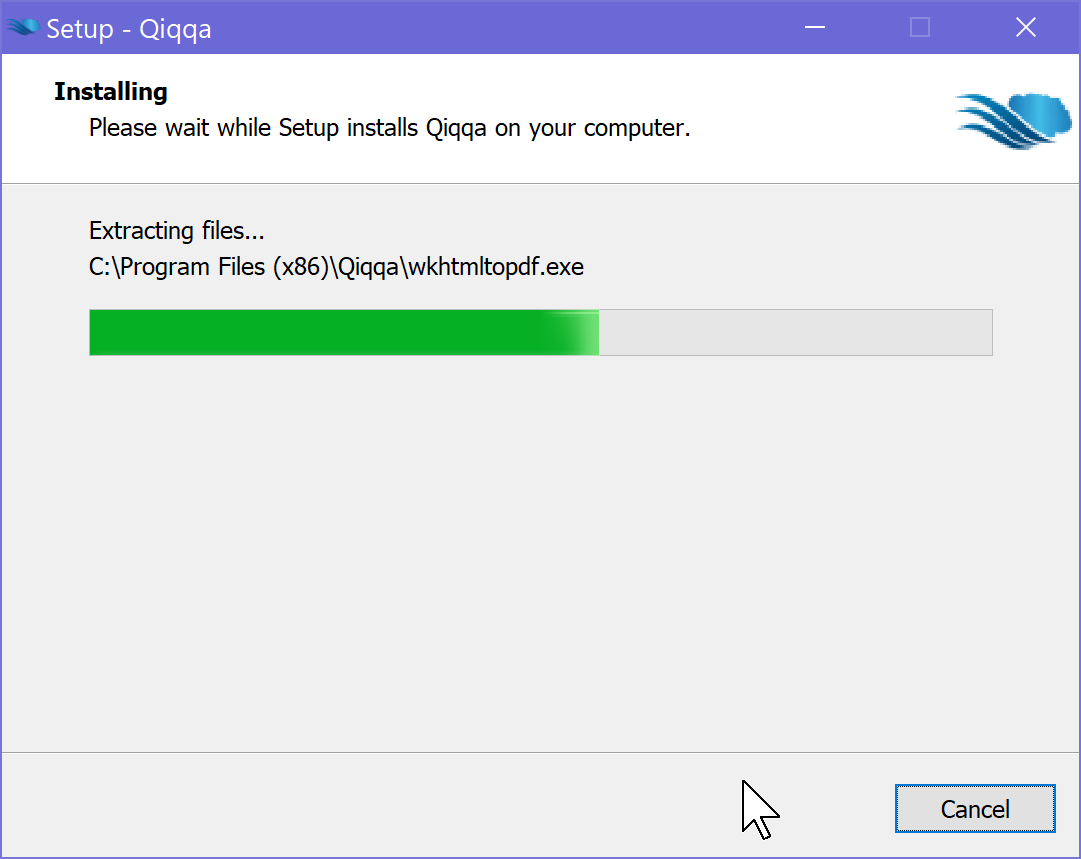 Setup - Qiqqa
Installing
Please wait while Setup installs Qiqqa on your computer.
Extracting files...
C:\Program Files (x86)\Qiqqa\wkhtmltopdf.exe
Cancel